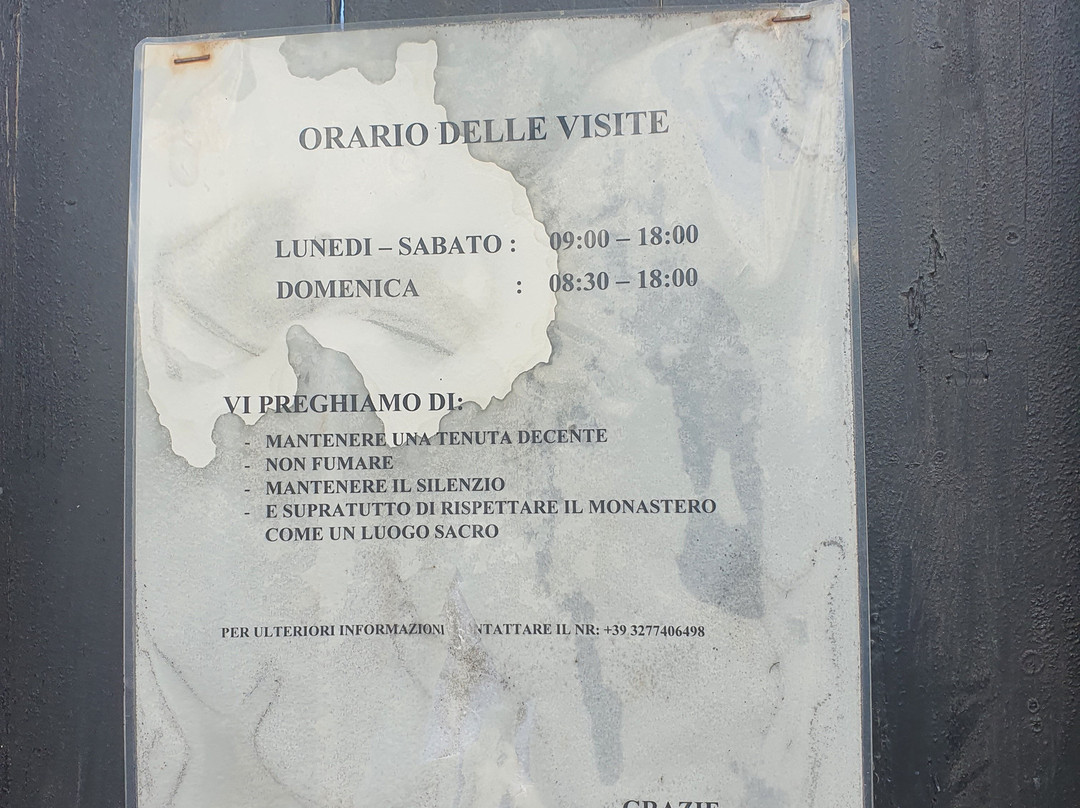 ORARIO DELLE VISITE
LUNEDI – SABATO : 09:00 – 18:00
DOMENICA : 08:30 – 18:00
VI PREGHIAMO DI:
- MANTENERE UNA TENUTA DECENTE
- NON FUMARE
- MANTENERE IL SILENZIO
- E SUPRATUTTO DI RISPETTARE IL MONASTERO
COME UN LUOGO SACRO
PER ULTERIORI INFORMAZIONI NTATTARE IL NR: +39 3277406498
GRAZIE